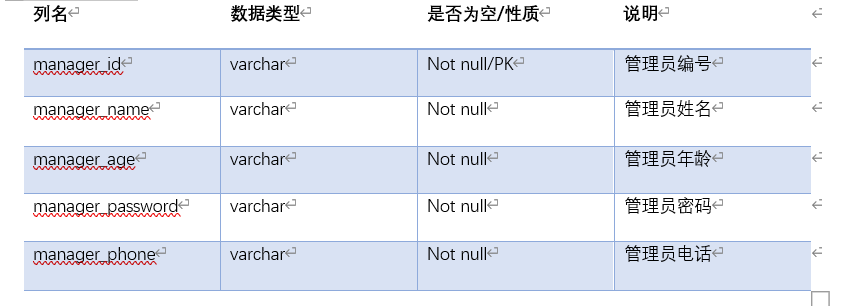 列名 数据类型 是否为空/性质 说明
manager_id varchar Not null/PK 管理员编号
manager_name varchar Not null 管理员姓名
manager_age varchar Not null 管理员年龄
manager_password varchar Not null 管理员密码
manager_phone varchar Not null 管理员电话